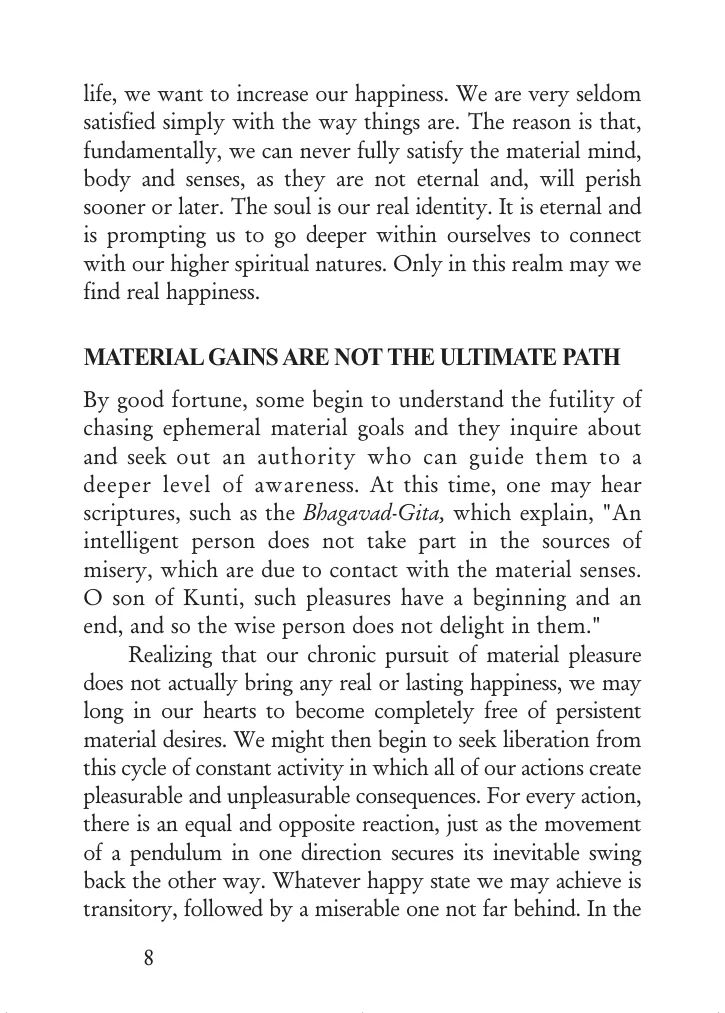 life, we want to increase our happiness. We are very seldom
satisfied simply with the way things are. The reason is that,
fundamentally, we can never fully satisfy the material mind,
body and senses, as they are not eternal and, will perish
sooner or later. The soul is our real identity. It is eternal and
is prompting us to go deeper within ourselves to connect
with our higher spiritual natures. Only in this realm may we
find real happiness.
MATERIAL GAINS ARE NOT THE ULTIMATE PATH
By good fortune, some begin to understand the futility of
chasing ephemeral material goals and they inquire about
and seek out an authority who can guide them to a
deeper level of awareness. At this time, one may hear
scriptures, such as the Bhagavad-Gita, which explain, "An
intelligent person does not take part in the sources of
misery, which are due to contact with the material senses.
O son of Kunti, such pleasures have a beginning and an
end, and so the wise person does not delight in them."
Realizing that our chronic pursuit of material pleasure
does not actually bring any real or lasting happiness, we may
long in our hearts to become completely free of persistent
material desires. We might then begin to seek liberation from
this cycle of constant activity in which all of our actions create
pleasurable and unpleasurable consequences. For every action,
there is an equal and opposite reaction, just as the movement
of a pendulum in one direction secures its inevitable swing
back the other way. Whatever happy state we may achieve is
transitory, followed by a miserable one not far behind. In the
8